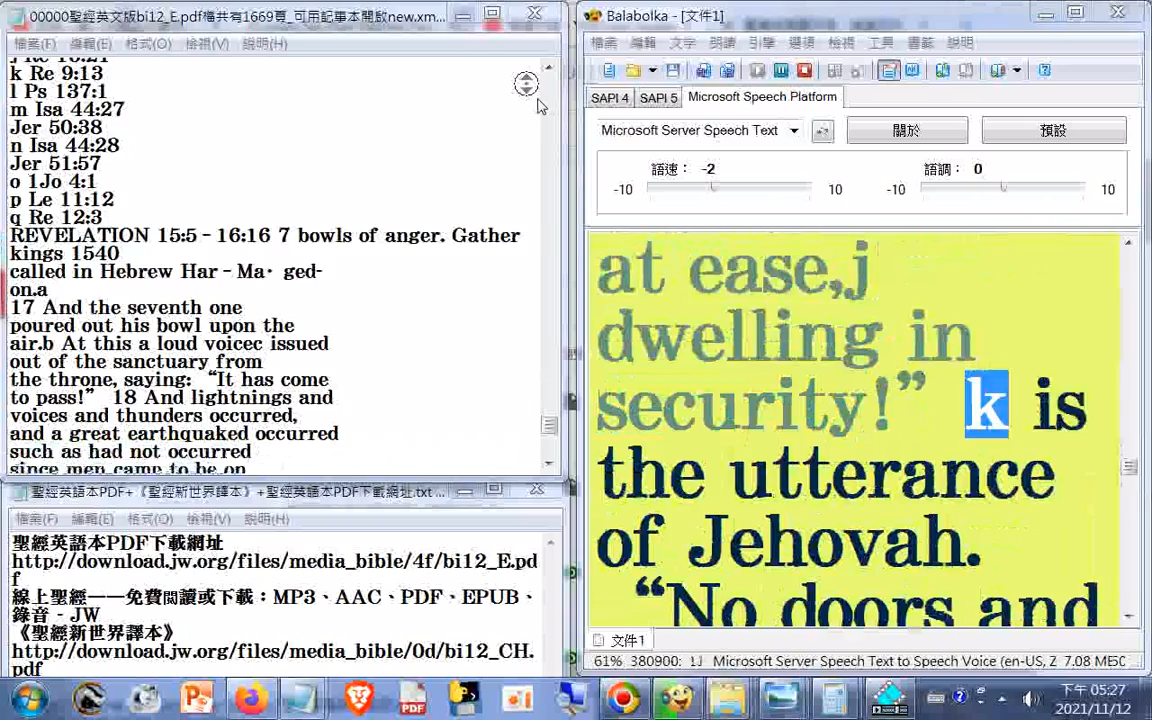 00000聖經英文版bi12_E.pdf檔共有1669頁_可用記事本開啟new.xm...
檔案(F) 編輯(E) 格式(O) 檢視(V) 說明(H)
k Re 9:13
l Ps 137:1
m Isa 44:27
Jer 50:38
n Isa 44:28
Jer 51:57
o 1Jo 4:1
p Le 11:12
q Re 12:3
REVELATION 15:5–16:16 7 bowls of anger. Gather
kings 1540
called in Hebrew Har–Ma·ged-
on.a
17 And the seventh one
poured out his bowl upon the
air.b At this a loud voicec issued
out of the sanctuary from
the throne, saying: “It has come
to pass!” 18 And lightnings and
voices and thunders occurred,
and a great earthquaked occurred
such as had not occurred
since men came to be on
聖經英語本PDF+《聖經新世界譯本》+聖經英語本PDF下載網址.txt ...
檔案(F) 編輯(E) 格式(O) 檢視(V) 說明(H)
聖經英語本PDF下載網址
http://download.jw.org/files/media_bible/4f/bi12_E.pd
f
線上聖經——免費閱讀或下載：MP3、AAC、PDF、EPUB、
錄音 - JW
《聖經新世界譯本》
http://download.jw.org/files/media_bible/0d/bi12_CH.
pdf
Balabolka - [文件1]
檔案 編輯 文字 朗讀 引擎 選項 檢視 工具 書籤 說明
SAPI 4 SAPI 5 Microsoft Speech Platform
Microsoft Server Speech Text 關於 預設
語速： -2 語調： 0
-10 10 -10 10
at ease,j
dwelling in
security!” k is
the utterance
of Jehovah.
“No doors and
文件1
61% 380900: 1 Microsoft Server Speech Text to Speech Voice (en-US, Z
下午 05:27
2021/11/12